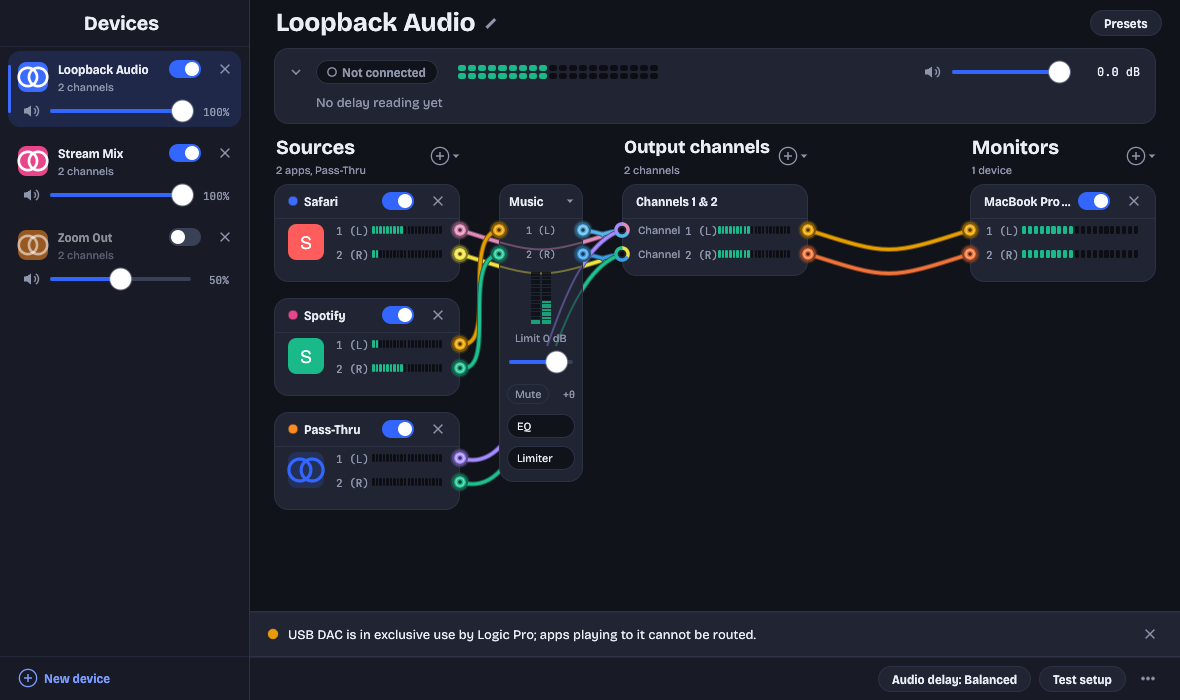 Devices
Loopback Audio
2 channels
100%
Stream Mix
2 channels
100%
Zoom Out
2 channels
50%
New device
Loopback Audio
Presets
Not connected
0.0 dB
No delay reading yet
Sources
2 apps, Pass-Thru
Safari
S
1 (L)
2 (R)
Spotify
S
1 (L)
2 (R)
Pass-Thru
1 (L)
2 (R)
Music
1 (L)
2 (R)
Limit 0 dB
Mute +0
EQ
Limiter
Output channels
2 channels
Channels 1 & 2
Channel 1 (L)
Channel 2 (R)
Monitors
1 device
MacBook Pro ...
1 (L)
2 (R)
USB DAC is in exclusive use by Logic Pro; apps playing to it cannot be routed.
Audio delay: Balanced
Test setup